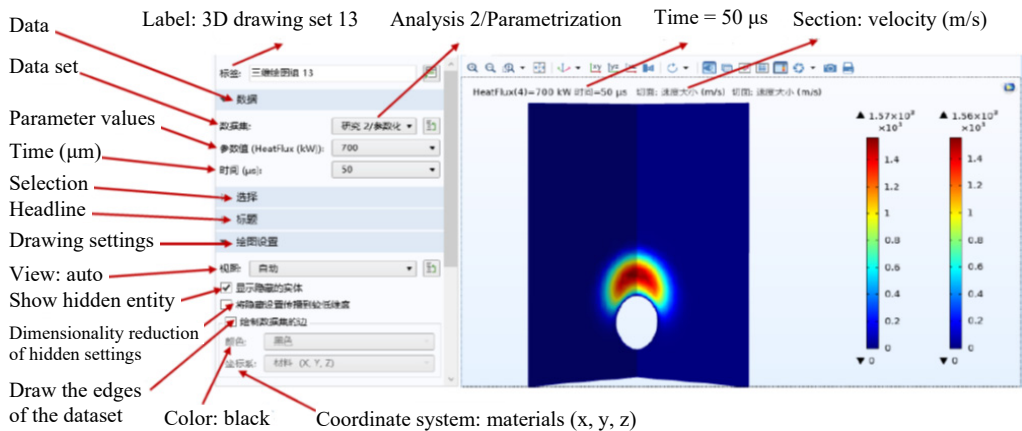 Label: 3D drawing set 13
Analysis 2/Parametrization
Time = 50 μs
Section: velocity (m/s)
Data
Data set
Parameter values
Time (μm)
Selection
Headline
Drawing settings
View: auto
Show hidden entity
Dimensionality reduction
of hidden settings
Draw the edges
of the dataset
Color: black
Coordinate system: materials (x, y, z)
标签: 三维绘图组 13
数据
数据集: 研究 2/参数化
参数值 (HeatFlux (kW)): 700
时间 (μs): 50
选择
标题
绘图设置
视图: 自动
显示隐藏的实体
将隐藏设置传播到较低维度
绘制数据集的边
颜色: 黑色
坐标系: 材料 (X, Y, Z)
HeatFlux(4)=700 kW 时间=50 μs 切面: 速度大小 (m/s) 切面: 速度大小 (m/s)
▲ 1.57×10³
×10³
1.4
1.2
1
0.8
0.6
0.4
0.2
0
▼ 0
▲ 1.56×10³
×10³
1.4
1.2
1
0.8
0.6
0.4
0.2
0
▼ 0